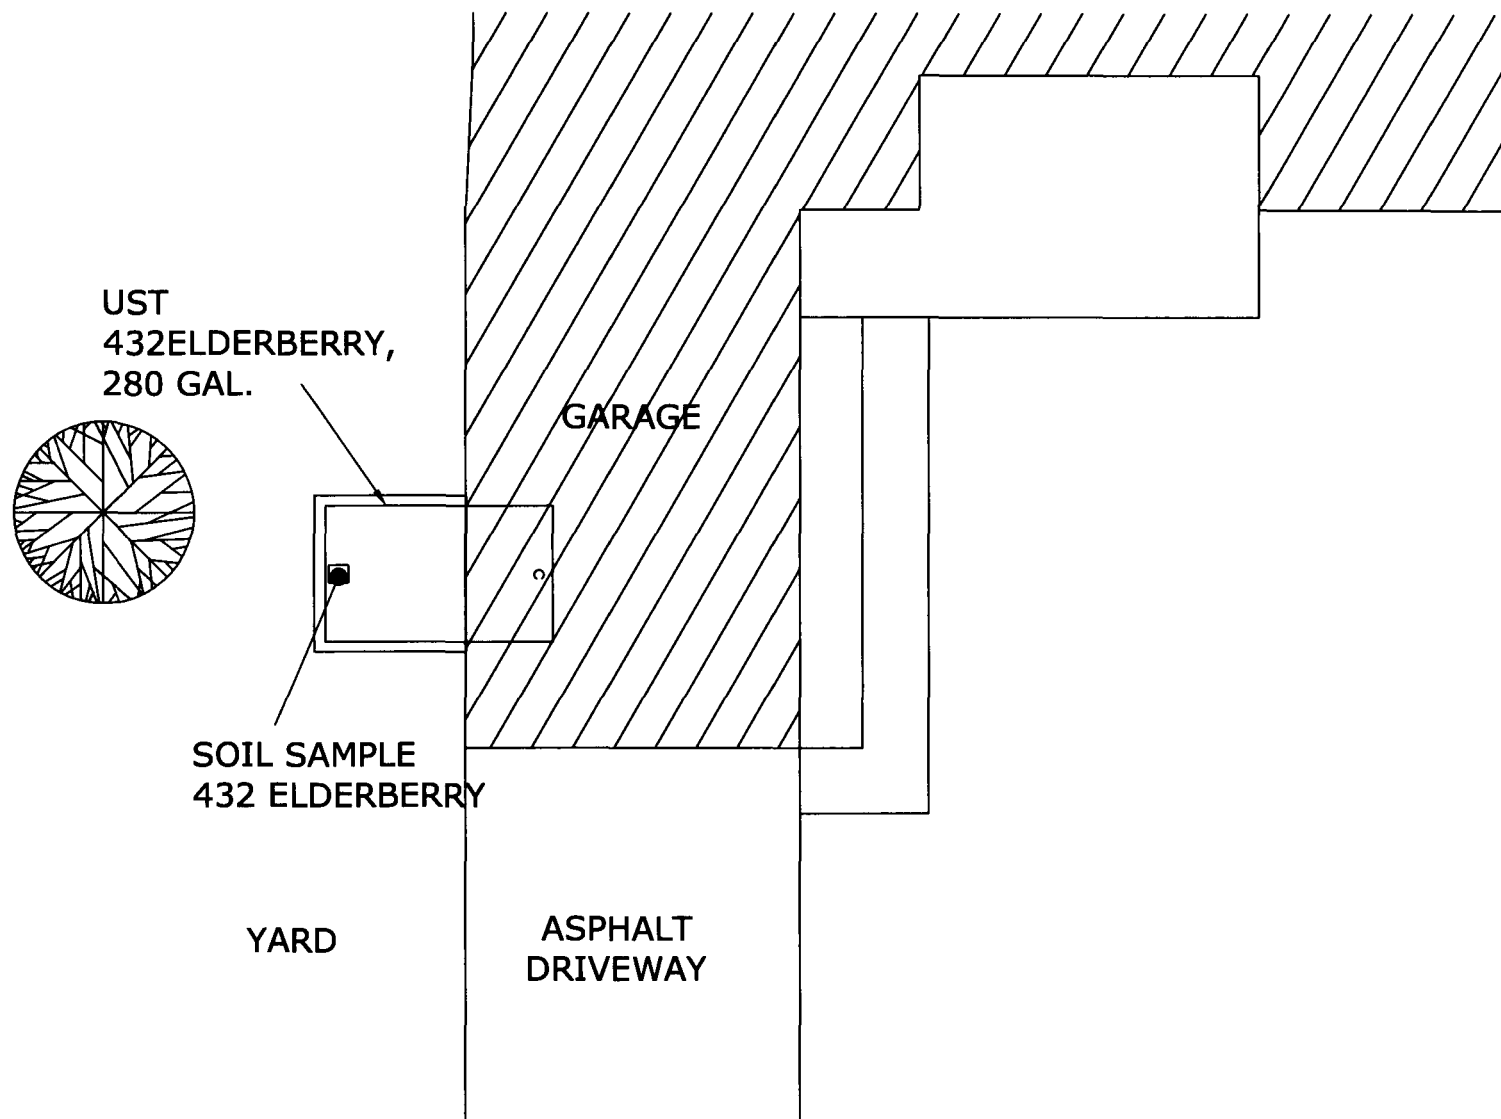 UST
432ELDERBERRY,
280 GAL.
GARAGE
C
SOIL SAMPLE
432 ELDERBERRY
YARD
ASPHALT
DRIVEWAY